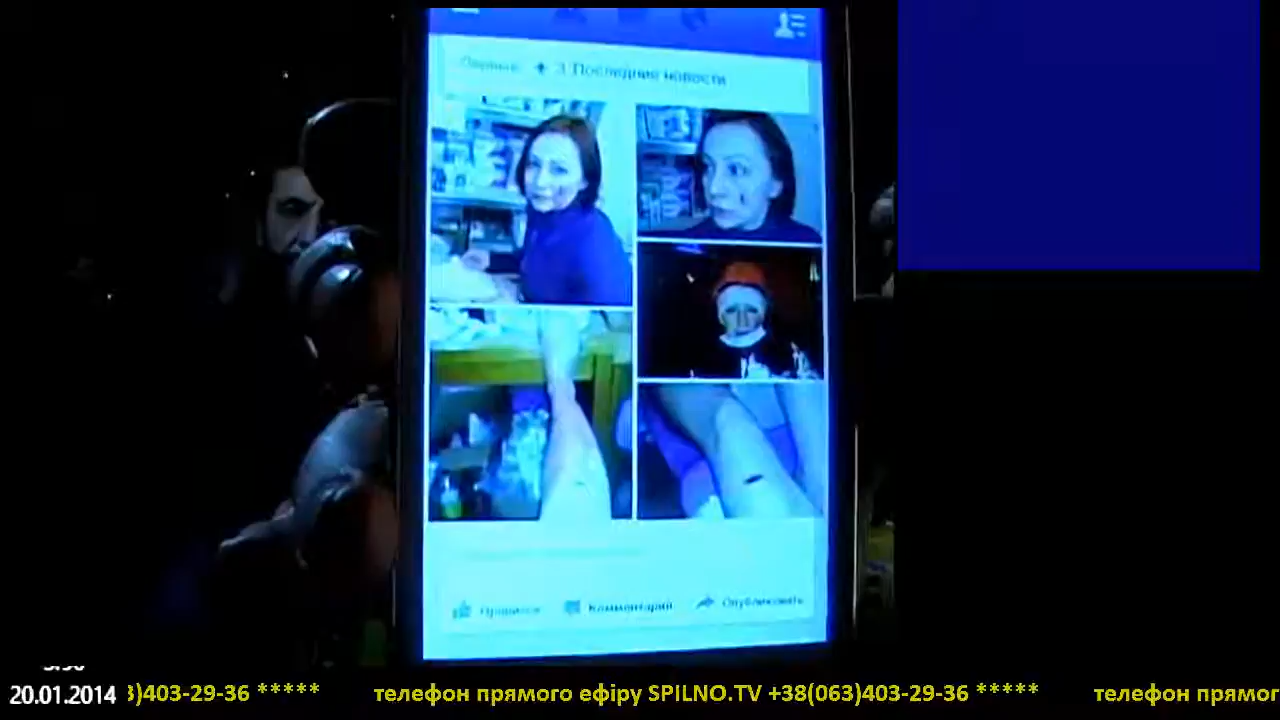 3 Последние новости
Нравится Комментарий Опубликовать
20.01.2014
3)403-29-36 ***** телефон прямого ефіру SPILNO.TV +38(063)403-29-36 ***** телефон прямог